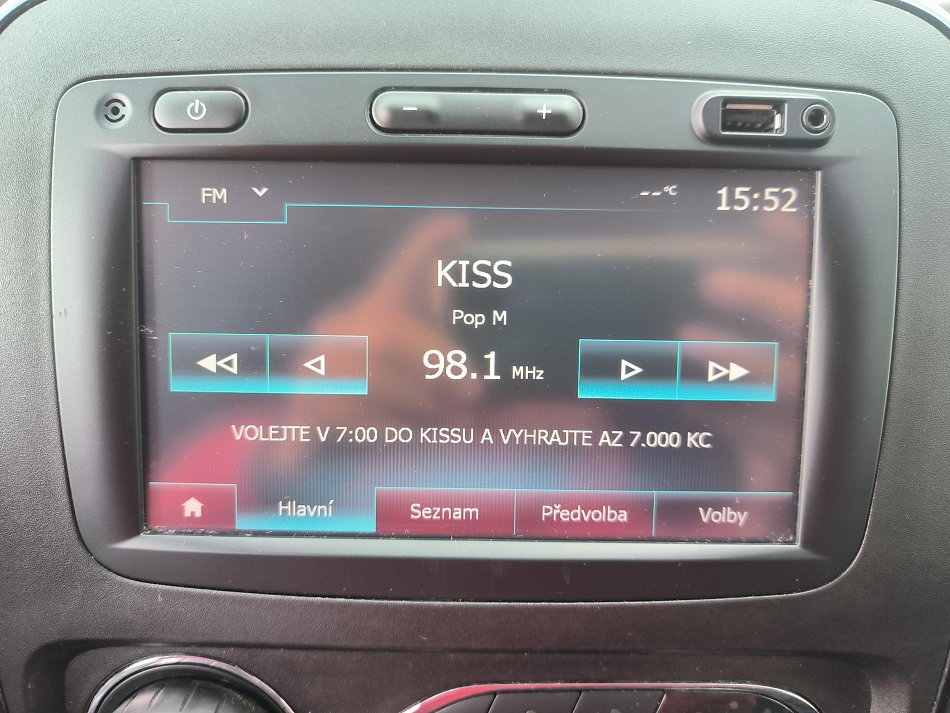 FM
--°C
15:52
KISS
Pop M
98.1 MHz
VOLEJTE V 7:00 DO KISSU A VYHRAJTE AZ 7.000 KC
Hlavní
Seznam
Předvolba
Volby